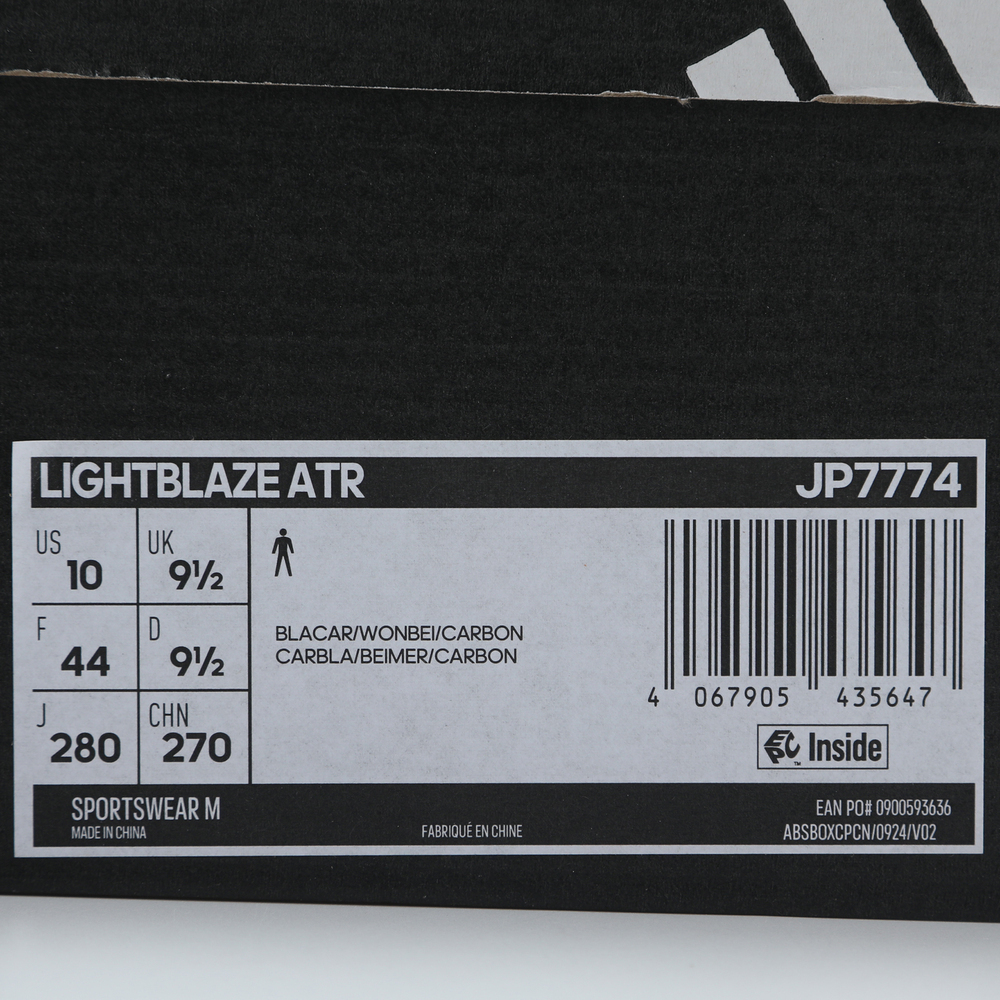 LIGHTBLAZE ATR JP7774
US 10 UK 9½
F 44 D 9½
J 280 CHN 270
BLACAR/WONBEI/CARBON
CARBLA/BEIMER/CARBON
4 067905 435647
EPC™ Inside
SPORTSWEAR M
MADE IN CHINA
FABRIQUÉ EN CHINE
EAN PO# 0900593636
ABSBOXCPCN/0924/V02